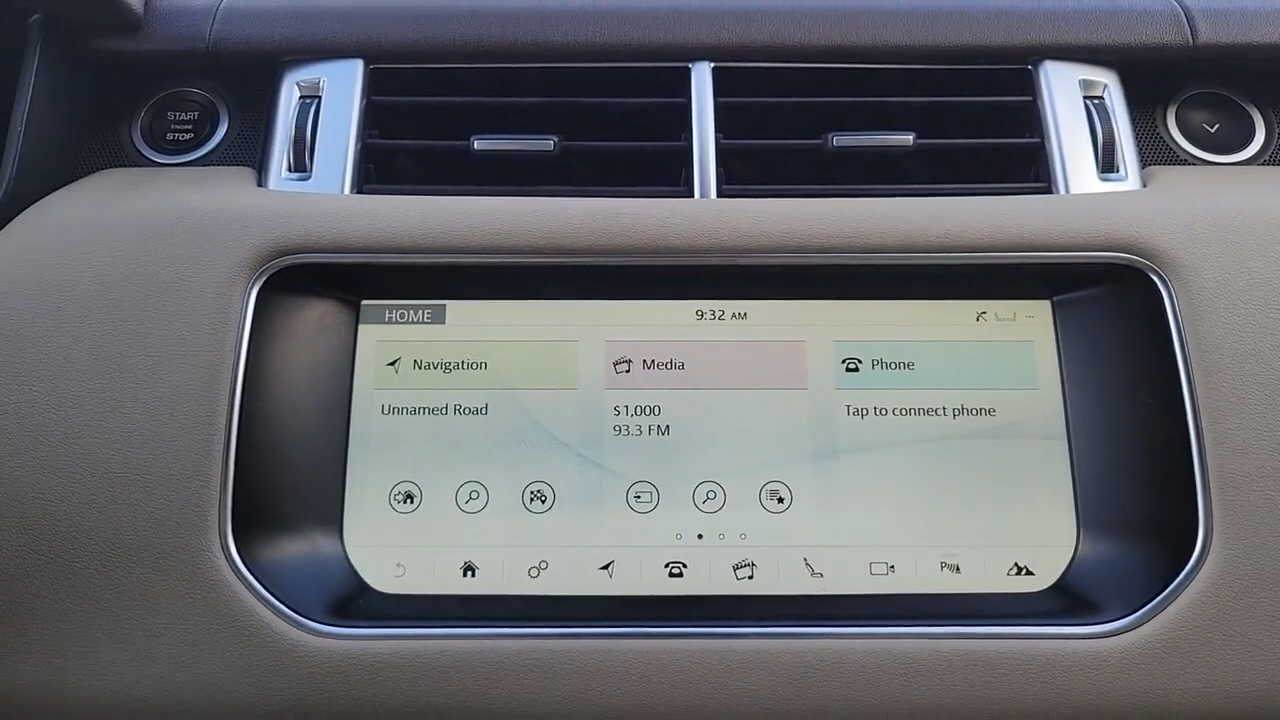 START
ENGINE
STOP
HOME
9:32 AM
Navigation
Media
Phone
Unnamed Road
$1,000
93.3 FM
Tap to connect phone
P